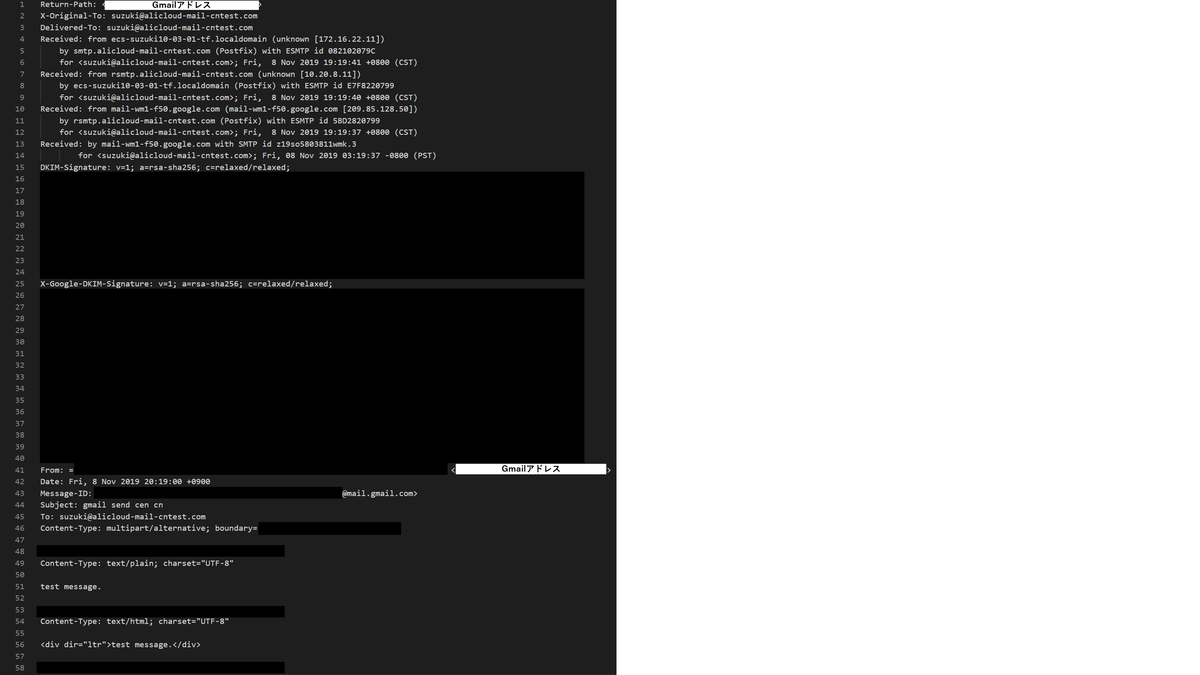 1 Return-Path: <Gmailアドレス>
2 X-Original-To: suzuki@alicloud-mail-cntest.com
3 Delivered-To: suzuki@alicloud-mail-cntest.com
4 Received: from ecs-suzuki10-03-01-tf.localdomain (unknown [172.16.22.11])
5 by smtp.alicloud-mail-cntest.com (Postfix) with ESMTP id 082102079C
6 for <suzuki@alicloud-mail-cntest.com>; Fri, 8 Nov 2019 19:19:41 +0800 (CST)
7 Received: from rsmtp.alicloud-mail-cntest.com (unknown [10.20.8.11])
8 by ecs-suzuki10-03-01-tf.localdomain (Postfix) with ESMTP id E7F8220799
9 for <suzuki@alicloud-mail-cntest.com>; Fri, 8 Nov 2019 19:19:40 +0800 (CST)
10 Received: from mail-wm1-f50.google.com (mail-wm1-f50.google.com [209.85.128.50])
11 by rsmtp.alicloud-mail-cntest.com (Postfix) with ESMTP id 5BD2820799
12 for <suzuki@alicloud-mail-cntest.com>; Fri, 8 Nov 2019 19:19:37 +0800 (CST)
13 Received: by mail-wm1-f50.google.com with SMTP id z19so5803811wmk.3
14 for <suzuki@alicloud-mail-cntest.com>; Fri, 08 Nov 2019 03:19:37 -0800 (PST)
15 DKIM-Signature: v=1; a=rsa-sha256; c=relaxed/relaxed;
16
17
18
19
20
21
22
23
24
25 X-Google-DKIM-Signature: v=1; a=rsa-sha256; c=relaxed/relaxed;
26
27
28
29
30
31
32
33
34
35
36
37
38
39
40
41 From: = <Gmailアドレス>
42 Date: Fri, 8 Nov 2019 20:19:00 +0900
43 Message-ID: @mail.gmail.com>
44 Subject: gmail send cen cn
45 To: suzuki@alicloud-mail-cntest.com
46 Content-Type: multipart/alternative; boundary=
47
48
49 Content-Type: text/plain; charset="UTF-8"
50
51 test message.
52
53
54 Content-Type: text/html; charset="UTF-8"
55
56 <div dir="ltr">test message.</div>
57
58